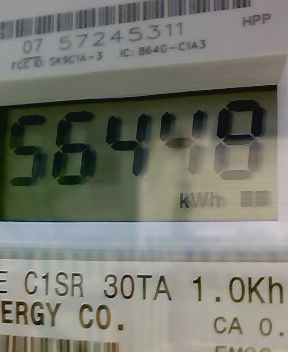 HPP
07 57245311
FCC ID: SK9C1A-3 IC: 864G-C1A3
56448
kWh
E C1SR 30TA 1.0Kh
ERGY CO.
CA 0.